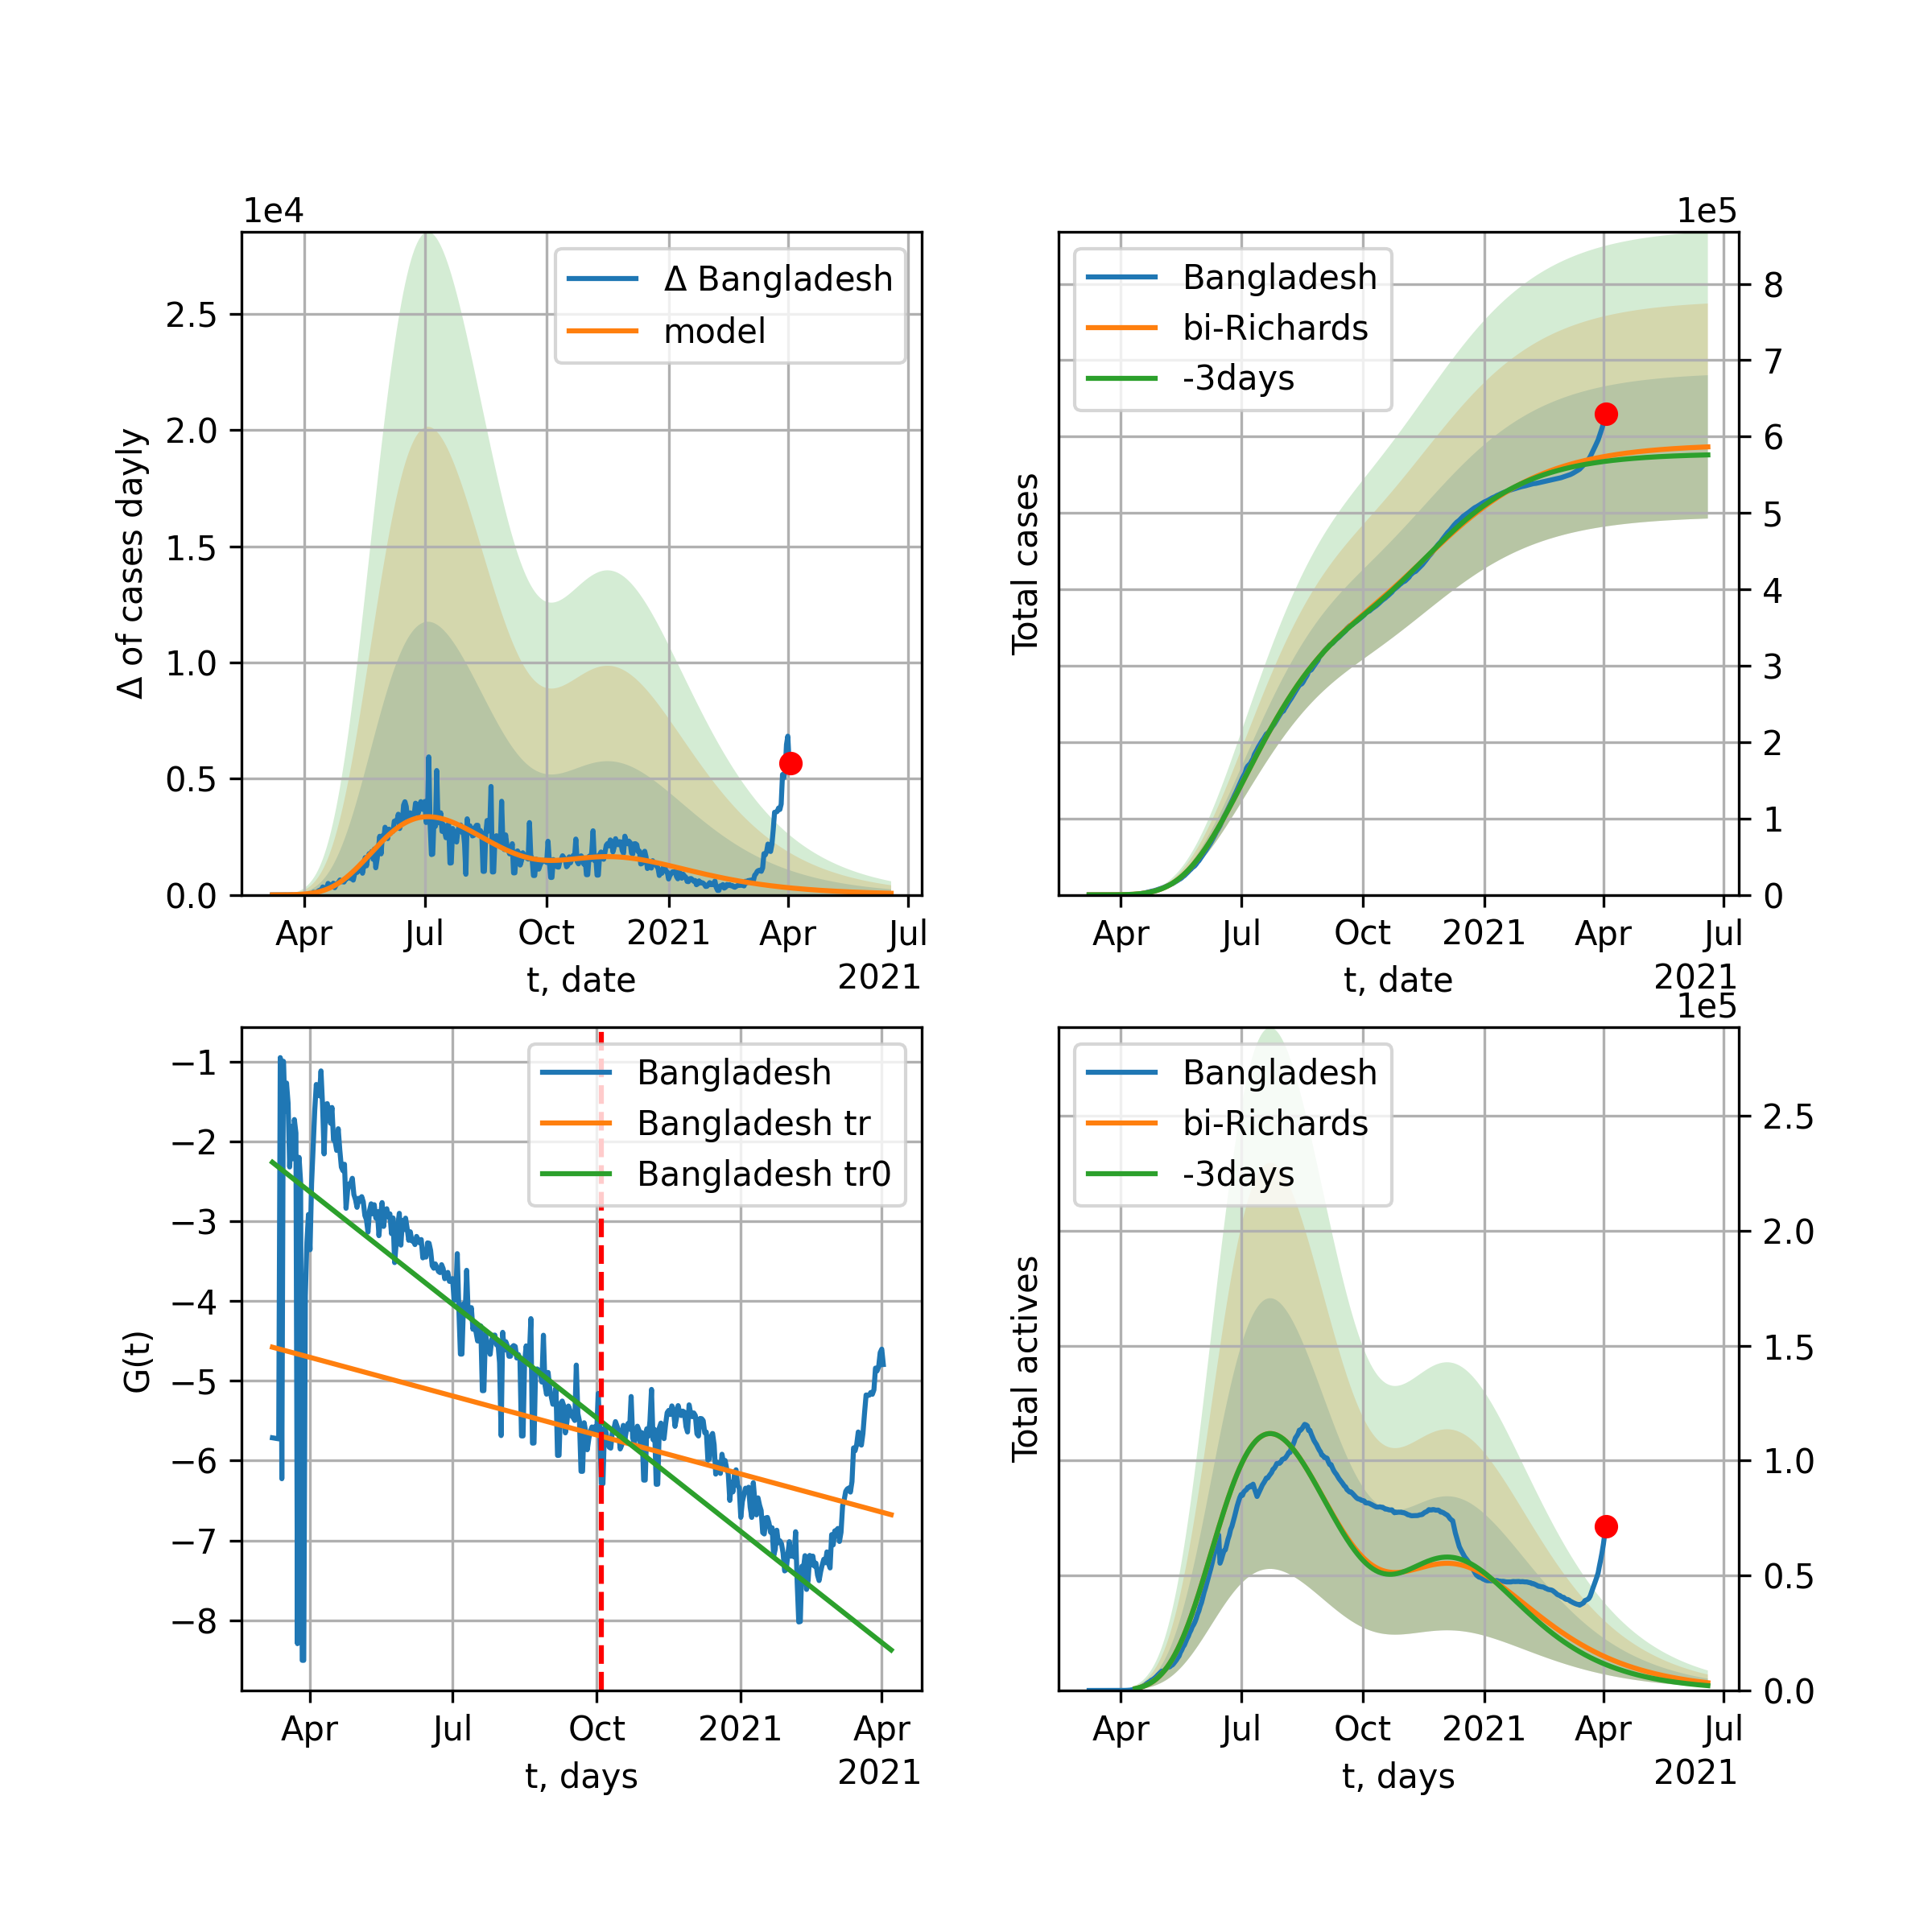 1e4
Δ Bangladesh
model
2.5
2.0
1.5
1.0
0.5
0.0
Δ of cases dayly
Apr Jul Oct 2021 Apr Jul
t, date
2021
1e5
Bangladesh
bi-Richards
-3days
8
7
6
5
4
3
2
1
0
Total cases
Apr Jul Oct 2021 Apr Jul
t, date
2021
Bangladesh
Bangladesh tr
Bangladesh tr0
−1
−2
−3
−4
−5
−6
−7
−8
G(t)
Apr Jul Oct 2021 Apr
t, days
2021
1e5
Bangladesh
bi-Richards
-3days
2.5
2.0
1.5
1.0
0.5
0.0
Total actives
Apr Jul Oct 2021 Apr Jul
t, days
2021